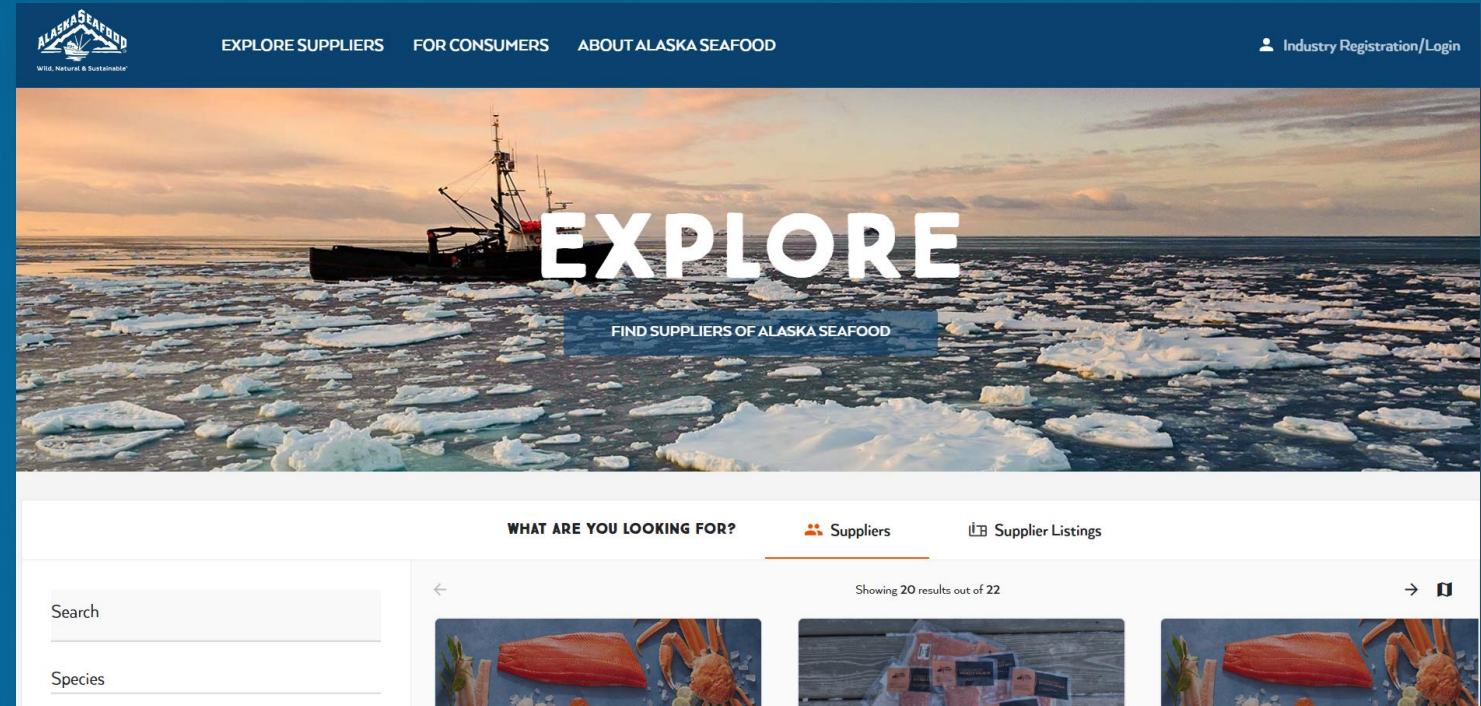 ALASKA SEAFOOD
Wild, Natural & Sustainable®
EXPLORE SUPPLIERS FOR CONSUMERS ABOUT ALASKA SEAFOOD
Industry Registration/Login
EXPLORE
FIND SUPPLIERS OF ALASKA SEAFOOD
WHAT ARE YOU LOOKING FOR? Suppliers Supplier Listings
Showing 20 results out of 22
Search
Species